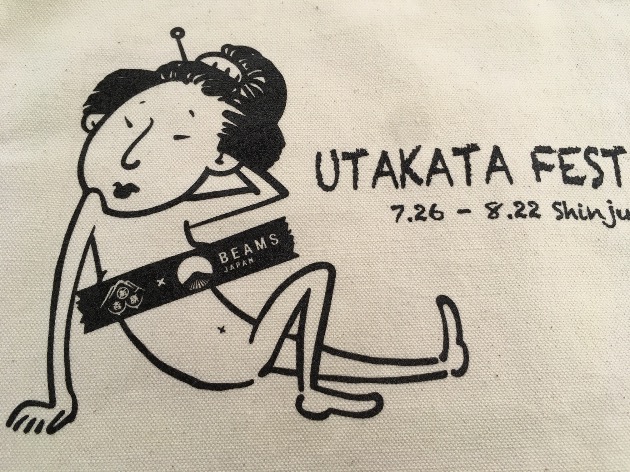 UTAKATA FEST
7.26 - 8.22 Shinju
× BEAMS
JAPAN